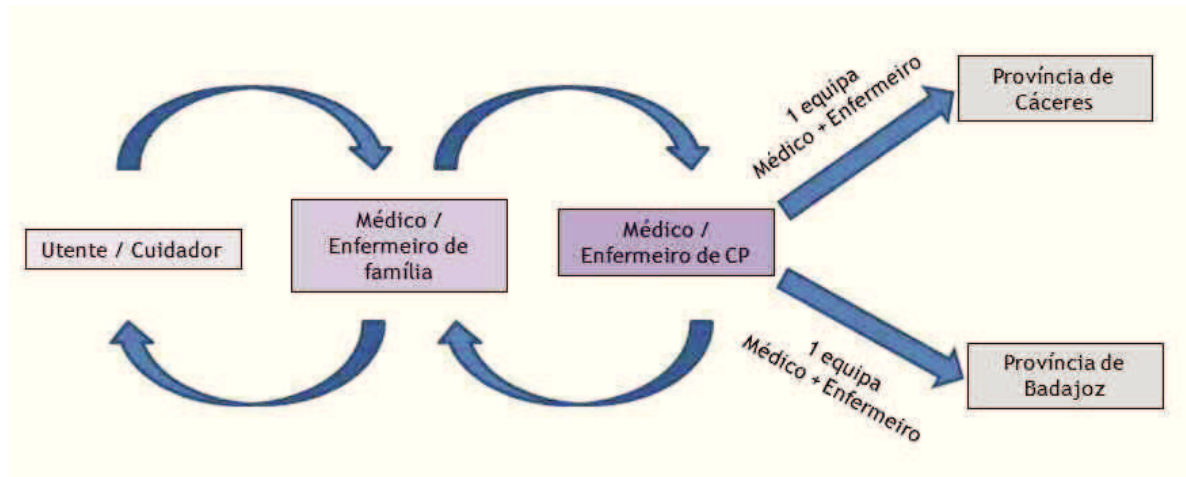 Utente / Cuidador
Médico /
Enfermeiro de
família
Médico /
Enfermeiro de CP
1 equipa
Médico + Enfermeiro
Província de
Cáceres
1 equipa
Médico + Enfermeiro
Província de
Badajoz